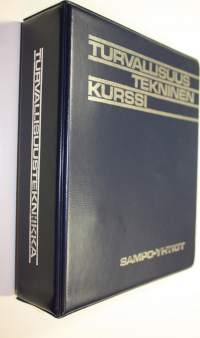 TURVALLISUUS
TEKNINEN
KURSSI
SAMPO-YHTIÖT
TURVALLISUUSTEKNIIKKA